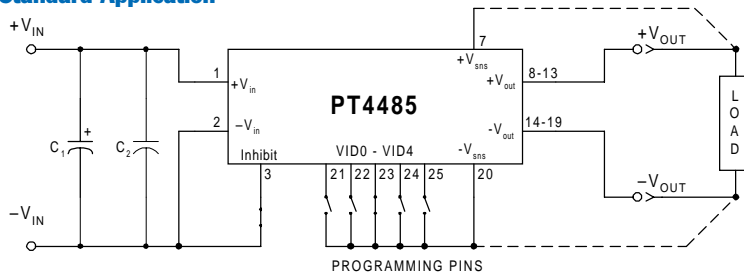 Standard Application
+VIN
7
+Vsns
+VOUT
1
+Vin
+Vout
8-13
PT4485
L
O
A
D
2
–Vin
-Vout
14-19
C1
+
C2
Inhibit
VID0 - VID4
-Vsns
3
21
22
23
24
25
20
–VOUT
–VIN
PROGRAMMING PINS